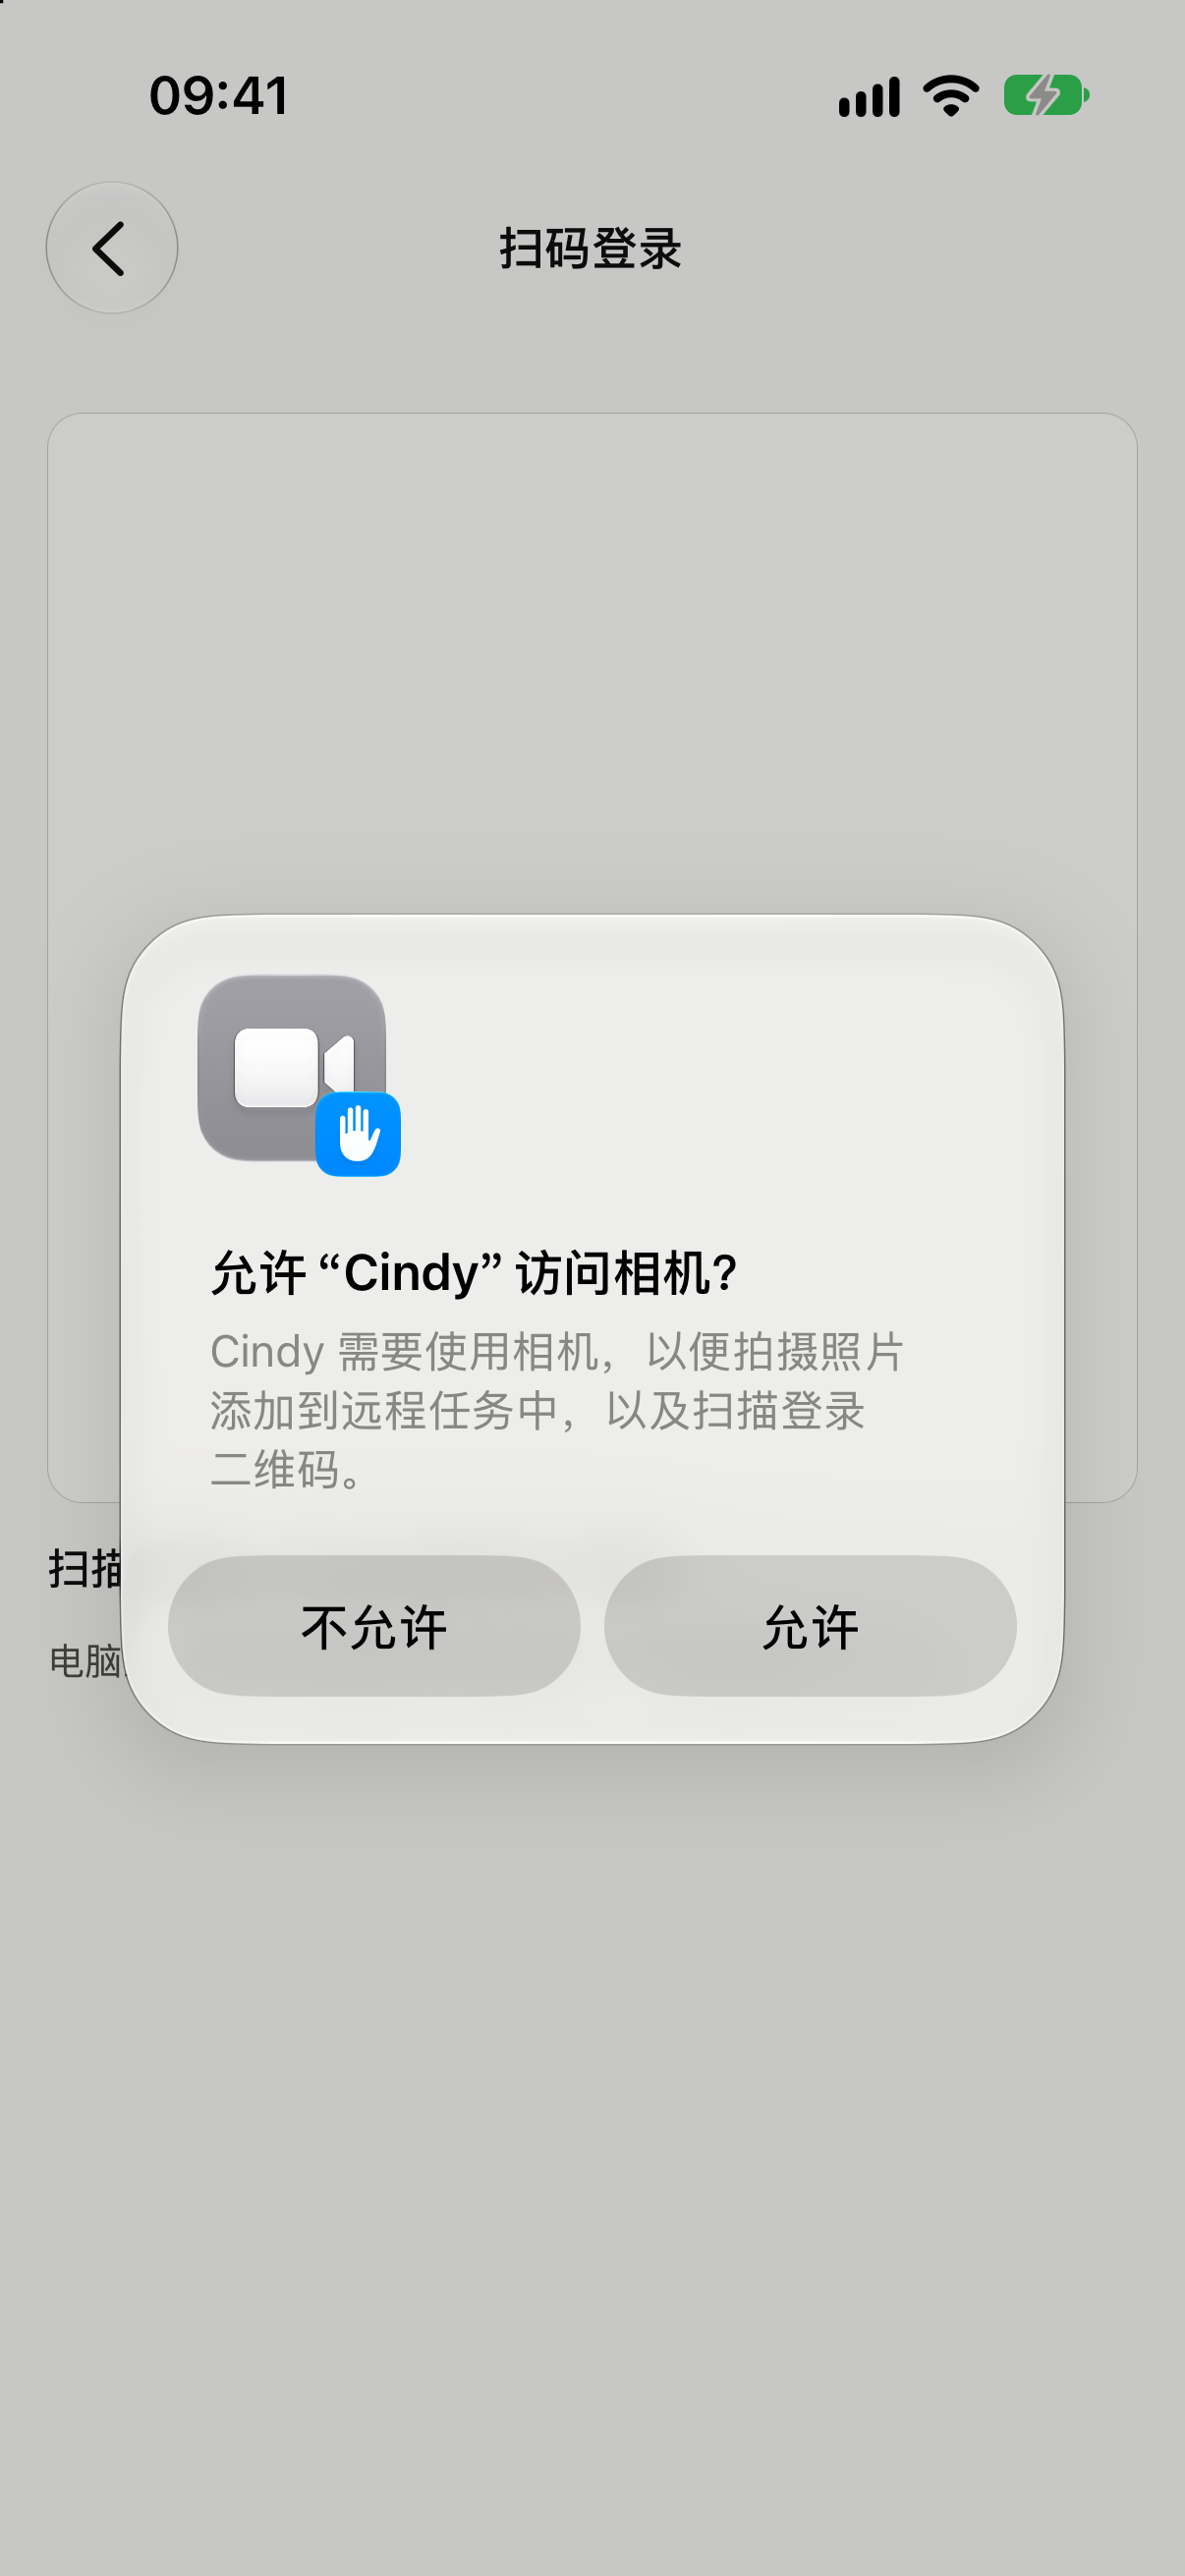 09:41
扫码登录
允许 “Cindy” 访问相机?
Cindy 需要使用相机，以便拍摄照片
添加到远程任务中，以及扫描登录
二维码。
扫描
不允许
允许
电脑